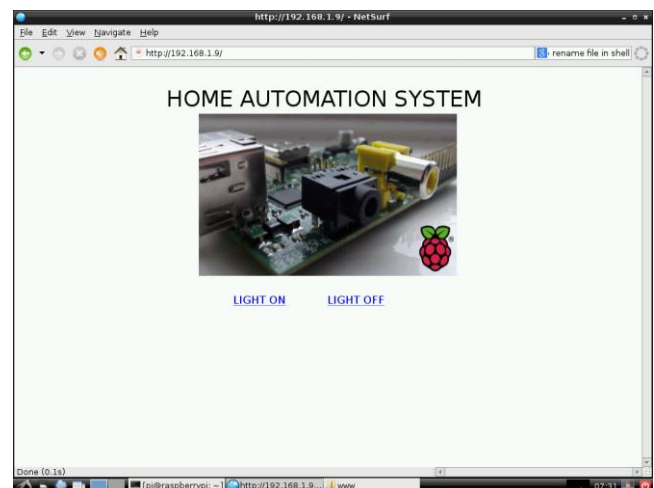 http://192.168.1.9/ - NetSurf
File Edit View Navigate Help
http://192.168.1.9/ rename file in shell
HOME AUTOMATION SYSTEM
LIGHT ON LIGHT OFF
Done (0.1s)
[pi@raspberrypi: ~] http://192.168.1.9... www 07:31